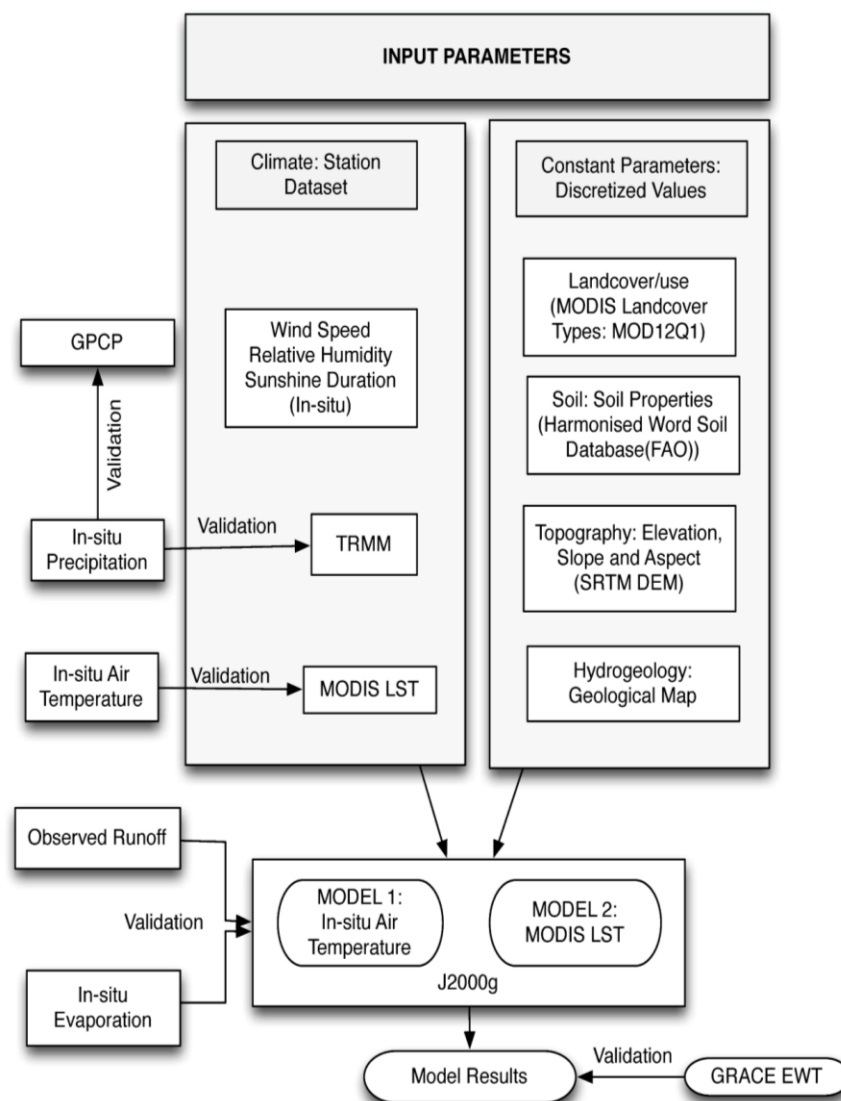 INPUT PARAMETERS
Climate: Station
Dataset
Constant Parameters:
Discretized Values
Wind Speed
Relative Humidity
Sunshine Duration
(In-situ)
Landcover/use
(MODIS Landcover
Types: MOD12Q1)
GPCP
Validation
Soil: Soil Properties
(Harmonised Word Soil
Database(FAO))
In-situ
Precipitation
Validation
TRMM
Topography: Elevation,
Slope and Aspect
(SRTM DEM)
In-situ Air
Temperature
Validation
MODIS LST
Hydrogeology:
Geological Map
Observed Runoff
Validation
In-situ
Evaporation
MODEL 1:
In-situ Air
Temperature
MODEL 2:
MODIS LST
J2000g
Model Results
Validation
GRACE EWT